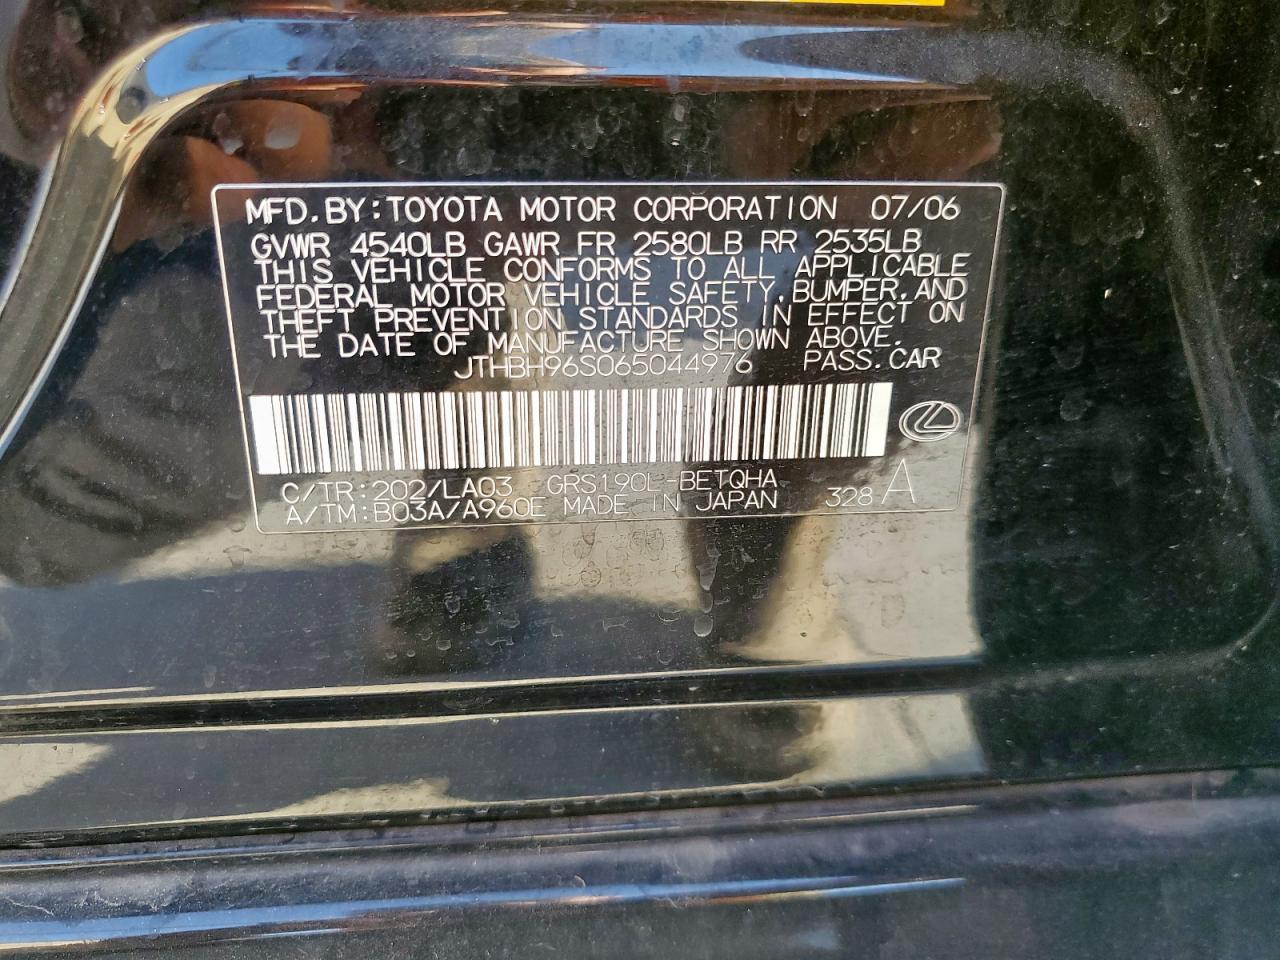 MFD.BY:TOYOTA MOTOR CORPORATION 07/06
GVWR 4540LB GAWR FR 2580LB RR 2535LB
THIS VEHICLE CONFORMS TO ALL APPLICABLE
FEDERAL MOTOR VEHICLE SAFETY,BUMPER,AND
THEFT PREVENTION STANDARDS IN EFFECT ON
THE DATE OF MANUFACTURE SHOWN ABOVE.
JTHBH96S065044976 PASS.CAR
C/TR:202/LA03 GRS190L-BETQHA
A/TM:B03A/A960E MADE IN JAPAN 328 A